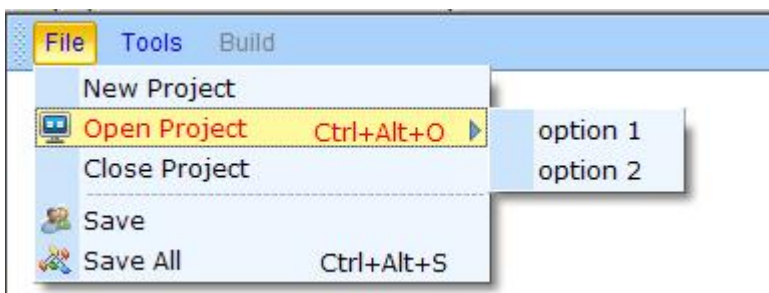 File Tools Build
New Project
Open Project Ctrl+Alt+O option 1
Close Project option 2
Save
Save All Ctrl+Alt+S